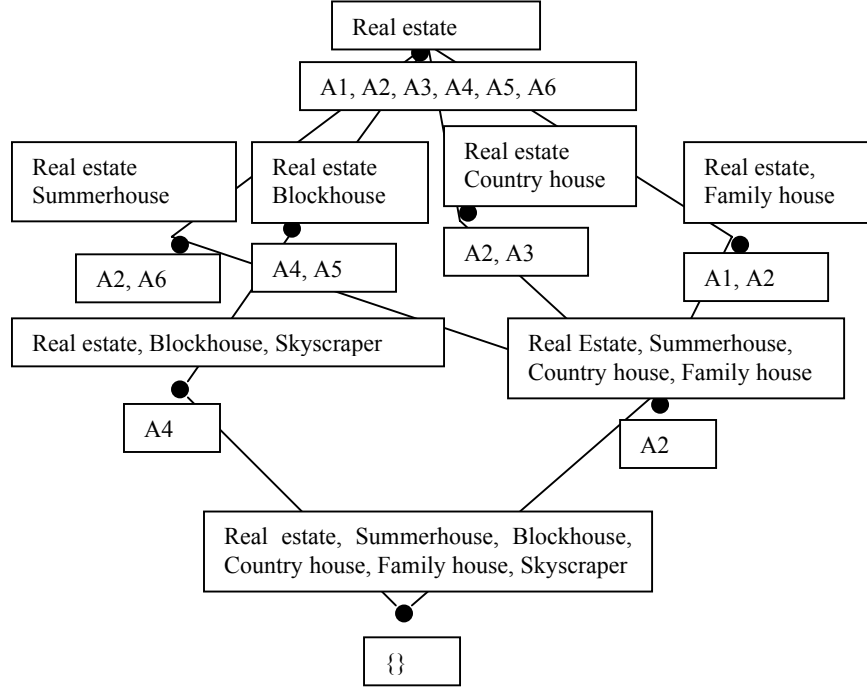 Real estate
A1, A2, A3, A4, A5, A6
Real estate
Summerhouse
Real estate
Blockhouse
Real estate
Country house
Real estate,
Family house
A2, A6
A4, A5
A2, A3
A1, A2
Real estate, Blockhouse, Skyscraper
Real Estate, Summerhouse,
Country house, Family house
A4
A2
Real estate, Summerhouse, Blockhouse,
Country house, Family house, Skyscraper
{}